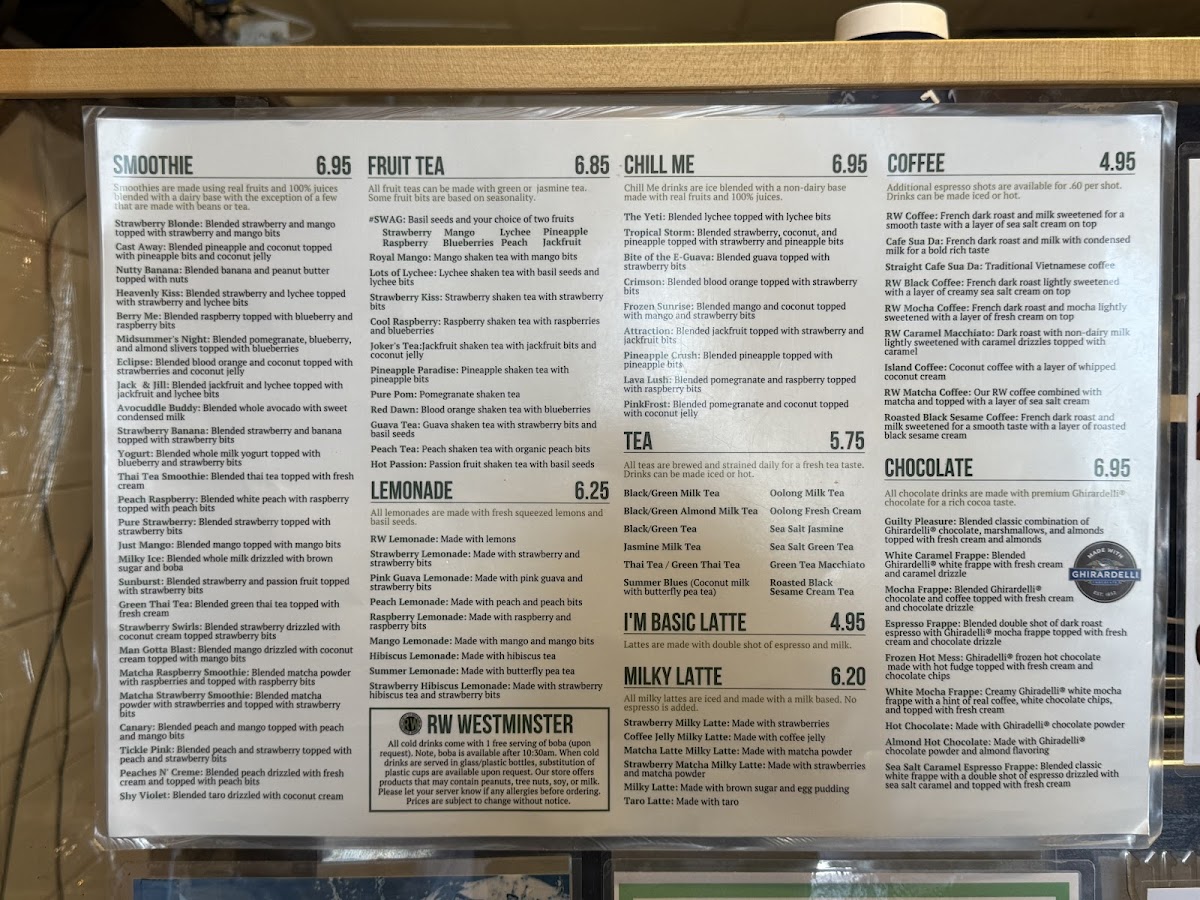 SMOOTHIE 6.95
Smoothies are made using real fruits and 100% juices
blended with a dairy base with the exception of a few
that are made with beans or tea.
Strawberry Blonde: Blended strawberry and mango
topped with strawberry and mango bits
Cast Away: Blended pineapple and coconut topped
with pineapple bits and coconut jelly
Nutty Banana: Blended banana and peanut butter
topped with nuts
Heavenly Kiss: Blended strawberry and lychee topped
with strawberry and lychee bits
Berry Me: Blended raspberry topped with blueberry and
raspberry bits
Midsummer's Night: Blended pomegranate, blueberry,
and almond slivers topped with blueberries
Eclipse: Blended blood orange and coconut topped with
strawberries and coconut jelly
Jack & Jill: Blended jackfruit and lychee topped with
jackfruit and lychee bits
Avocuddle Buddy: Blended whole avocado with sweet
condensed milk
Strawberry Banana: Blended strawberry and banana
topped with strawberry bits
Yogurt: Blended whole milk yogurt topped with
blueberry and strawberry bits
Thai Tea Smoothie: Blended thai tea topped with fresh
cream
Peach Raspberry: Blended white peach with raspberry
topped with peach bits
Pure Strawberry: Blended strawberry topped with
strawberry bits
Just Mango: Blended mango topped with mango bits
Milky Ice: Blended whole milk drizzled with brown
sugar and boba
Sunburst: Blended strawberry and passion fruit topped
with strawberry bits
Green Thai Tea: Blended green thai tea topped with
fresh cream
Strawberry Swirls: Blended strawberry drizzled with
coconut cream topped strawberry bits
Man Gotta Blast: Blended mango drizzled with coconut
cream topped with mango bits
Matcha Raspberry Smoothie: Blended matcha powder
with raspberries and topped with raspberry bits
Matcha Strawberry Smoothie: Blended matcha
powder with strawberries and topped with strawberry
bits
Canary: Blended peach and mango topped with peach
and mango bits
Tickle Pink: Blended peach and strawberry topped with
peach and strawberry bits
Peaches N' Creme: Blended peach drizzled with fresh
cream and topped with peach bits
Shy Violet: Blended taro drizzled with coconut cream
FRUIT TEA 6.85
All fruit teas can be made with green or jasmine tea.
Some fruit bits are based on seasonality.
#SWAG: Basil seeds and your choice of two fruits
Strawberry Mango Lychee Pineapple
Raspberry Blueberries Peach Jackfruit
Royal Mango: Mango shaken tea with mango bits
Lots of Lychee: Lychee shaken tea with basil seeds and
lychee bits
Strawberry Kiss: Strawberry shaken tea with strawberry
bits
Cool Raspberry: Raspberry shaken tea with raspberries
and blueberries
Joker's Tea:Jackfruit shaken tea with jackfruit bits and
coconut jelly
Pineapple Paradise: Pineapple shaken tea with
pineapple bits
Pure Pom: Pomegranate shaken tea
Red Dawn: Blood orange shaken tea with blueberries
Guava Tea: Guava shaken tea with strawberry bits and
basil seeds
Peach Tea: Peach shaken tea with organic peach bits
Hot Passion: Passion fruit shaken tea with basil seeds
LEMONADE 6.25
All lemonades are made with fresh squeezed lemons and
basil seeds.
RW Lemonade: Made with lemons
Strawberry Lemonade: Made with strawberry and
strawberry bits
Pink Guava Lemonade: Made with pink guava and
strawberry bits
Peach Lemonade: Made with peach and peach bits
Raspberry Lemonade: Made with raspberry and
raspberry bits
Mango Lemonade: Made with mango and mango bits
Hibiscus Lemonade: Made with hibiscus tea
Summer Lemonade: Made with butterfly pea tea
Strawberry Hibiscus Lemonade: Made with strawberry
hibiscus tea and strawberry bits
RW WESTMINSTER
All cold drinks come with 1 free serving of boba (upon
request). Note, boba is available after 10:30am. When cold
drinks are served in glass/plastic bottles, substitution of
plastic cups are available upon request. Our store offers
products that may contain peanuts, tree nuts, soy, or milk.
Please let your server know if any allergies before ordering.
Prices are subject to change without notice.
CHILL ME 6.95
Chill Me drinks are ice blended with a non-dairy base
made with real fruits and 100% juices.
The Yeti: Blended lychee topped with lychee bits
Tropical Storm: Blended strawberry, coconut, and
pineapple topped with strawberry and pineapple bits
Bite of the E-Guava: Blended guava topped with
strawberry bits
Crimson: Blended blood orange topped with strawberry
bits
Frozen Sunrise: Blended mango and coconut topped
with mango and strawberry bits
Attraction: Blended jackfruit topped with strawberry and
jackfruit bits
Pineapple Crush: Blended pineapple topped with
pineapple bits
Lava Lush: Blended pomegranate and raspberry topped
with raspberry bits
PinkFrost: Blended pomegranate and coconut topped
with coconut jelly
TEA 5.75
All teas are brewed and strained daily for a fresh tea taste.
Drinks can be made iced or hot.
Black/Green Milk Tea Oolong Milk Tea
Black/Green Almond Milk Tea Oolong Fresh Cream
Black/Green Tea Sea Salt Jasmine
Jasmine Milk Tea Sea Salt Green Tea
Thai Tea / Green Thai Tea Green Tea Macchiato
Summer Blues (Coconut milk Roasted Black
with butterfly pea tea) Sesame Cream Tea
I'M BASIC LATTE 4.95
Lattes are made with double shot of espresso and milk.
MILKY LATTE 6.20
All milky lattes are iced and made with a milk based. No
espresso is added.
Strawberry Milky Latte: Made with strawberries
Coffee Jelly Milky Latte: Made with coffee jelly
Matcha Latte Milky Latte: Made with matcha powder
Strawberry Matcha Milky Latte: Made with strawberries
and matcha powder
Milky Latte: Made with brown sugar and egg pudding
Taro Latte: Made with taro
COFFEE 4.95
Additional espresso shots are available for .60 per shot.
Drinks can be made iced or hot.
RW Coffee: French dark roast and milk sweetened for a
smooth taste with a layer of sea salt cream on top
Cafe Sua Da: French dark roast and milk with condensed
milk for a bold rich taste
Straight Cafe Sua Da: Traditional Vietnamese coffee
RW Black Coffee: French dark roast lightly sweetened
with a layer of creamy sea salt cream on top
RW Mocha Coffee: French dark roast and mocha lightly
sweetened with a layer of fresh cream on top
RW Caramel Macchiato: Dark roast with non-dairy milk
lightly sweetened with caramel drizzles topped with
caramel
Island Coffee: Coconut coffee with a layer of whipped
coconut cream
RW Matcha Coffee: Our RW coffee combined with
matcha and topped with a layer of sea salt cream
Roasted Black Sesame Coffee: French dark roast and
milk sweetened for a smooth taste with a layer of roasted
black sesame cream
CHOCOLATE 6.95
All chocolate drinks are made with premium Ghirardelli®
chocolate for a rich cocoa taste.
Guilty Pleasure: Blended classic combination of
Ghirardelli® chocolate, marshmallows, and almonds
topped with fresh cream and almonds
White Caramel Frappe: Blended
Ghirardelli® white frappe with fresh cream
and caramel drizzle
Mocha Frappe: Blended Ghirardelli®
chocolate and coffee topped with fresh cream
and chocolate drizzle
MADE WITH
GHIRARDELLI
EST. 1852
Espresso Frappe: Blended double shot of dark roast
espresso with Ghiradelli® mocha frappe topped with fresh
cream and chocolate drizzle
Frozen Hot Mess: Ghiradelli® frozen hot chocolate
made with hot fudge topped with fresh cream and
chocolate chips
White Mocha Frappe: Creamy Ghiradelli® white mocha
frappe with a hint of real coffee, white chocolate chips,
and topped with fresh cream
Hot Chocolate: Made with Ghiradelli® chocolate powder
Almond Hot Chocolate: Made with Ghiradelli®
chocolate powder and almond flavoring
Sea Salt Caramel Espresso Frappe: Blended classic
white frappe with a double shot of espresso drizzled with
sea salt caramel and topped with fresh cream